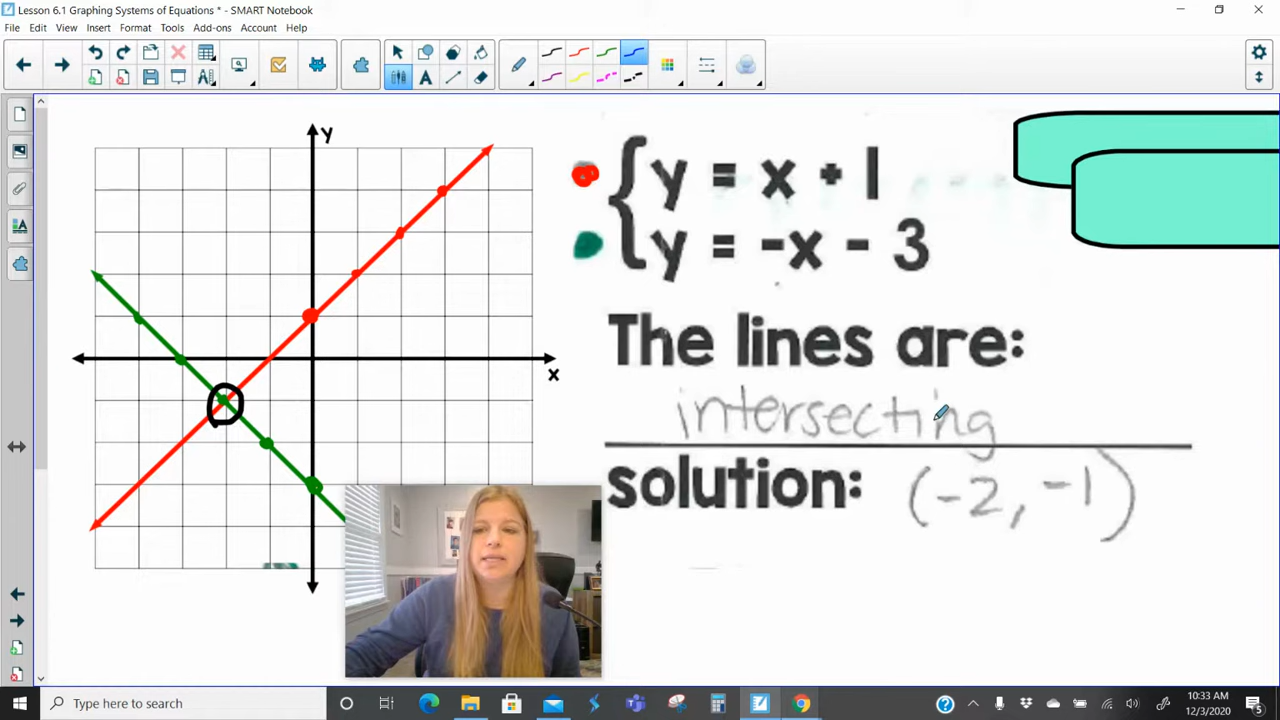 Lesson 6.1 Graphing Systems of Equations * - SMART Notebook
File Edit View Insert Format Tools Add-ons Account Help
y
x
y = x + 1
y = -x - 3
The lines are:
intersecting
solution: (-2, -1)
Type here to search
10:33 AM
12/3/2020
5